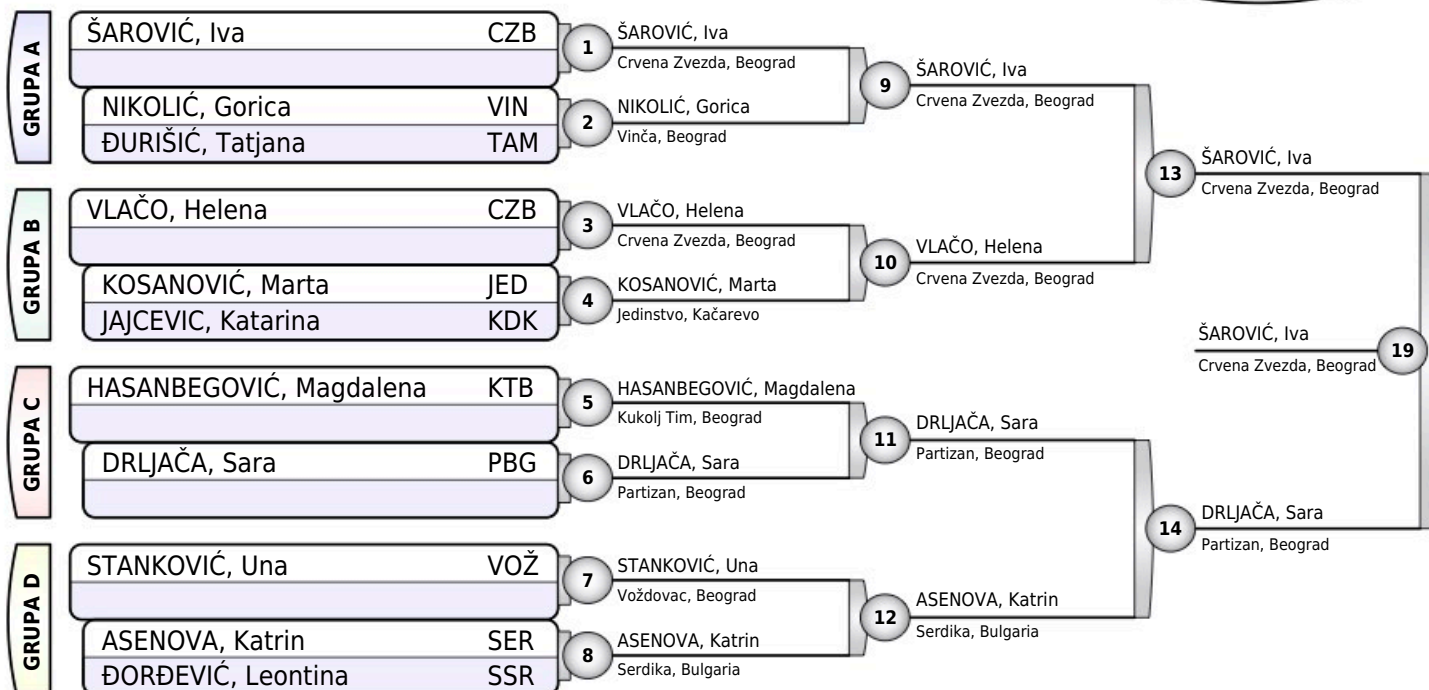 GRUPA A
ŠAROVIĆ, Iva CZB
NIKOLIĆ, Gorica VIN
ĐURIŠIĆ, Tatjana TAM
GRUPA B
VLAČO, Helena CZB
KOSANOVIĆ, Marta JED
JAJCEVIC, Katarina KDK
GRUPA C
HASANBEGOVIĆ, Magdalena KTB
DRLJAČA, Sara PBG
GRUPA D
STANKOVIĆ, Una VOŽ
ASENOVA, Katrin SER
ĐORĐEVIĆ, Leontina SSR
1
ŠAROVIĆ, Iva
Crvena Zvezda, Beograd
2
NIKOLIĆ, Gorica
Vinča, Beograd
3
VLAČO, Helena
Crvena Zvezda, Beograd
4
KOSANOVIĆ, Marta
Jedinstvo, Kačarevo
5
HASANBEGOVIĆ, Magdalena
Kukolj Tim, Beograd
6
DRLJAČA, Sara
Partizan, Beograd
7
STANKOVIĆ, Una
Voždovac, Beograd
8
ASENOVA, Katrin
Serdika, Bulgaria
9
ŠAROVIĆ, Iva
Crvena Zvezda, Beograd
10
VLAČO, Helena
Crvena Zvezda, Beograd
11
DRLJAČA, Sara
Partizan, Beograd
12
ASENOVA, Katrin
Serdika, Bulgaria
13
ŠAROVIĆ, Iva
Crvena Zvezda, Beograd
14
DRLJAČA, Sara
Partizan, Beograd
ŠAROVIĆ, Iva
Crvena Zvezda, Beograd
19